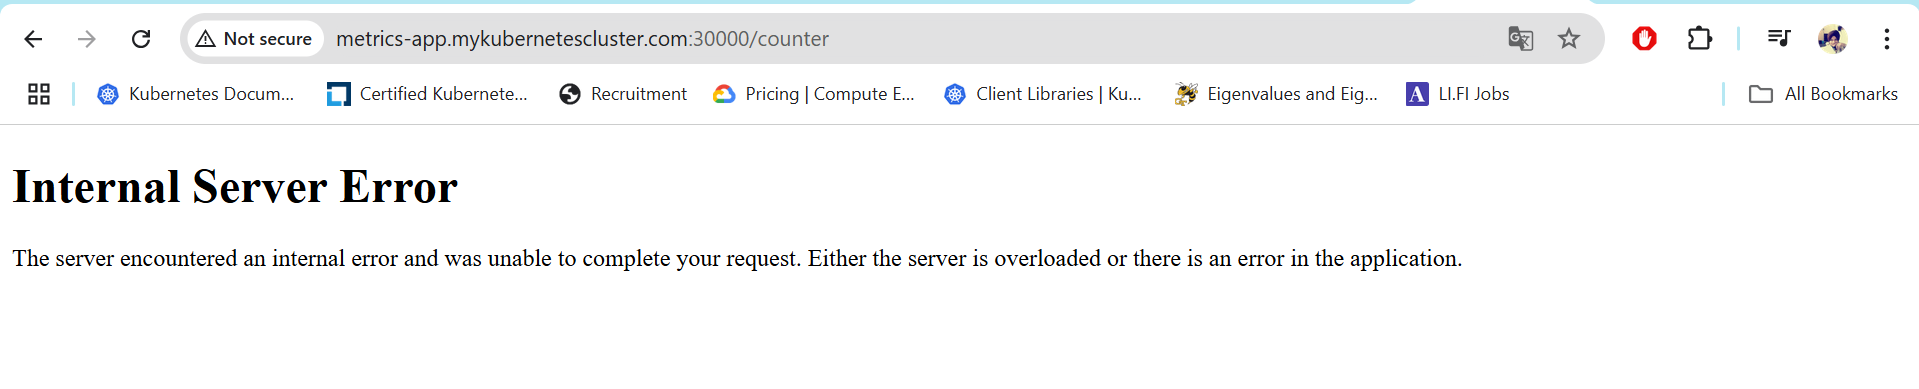 Not secure metrics-app.mykubernetescluster.com:30000/counter
Kubernetes Docum... Certified Kubernete... Recruitment Pricing | Compute E... Client Libraries | Ku... Eigenvalues and Eig... A LI.FI Jobs All Bookmarks
Internal Server Error
The server encountered an internal error and was unable to complete your request. Either the server is overloaded or there is an error in the application.